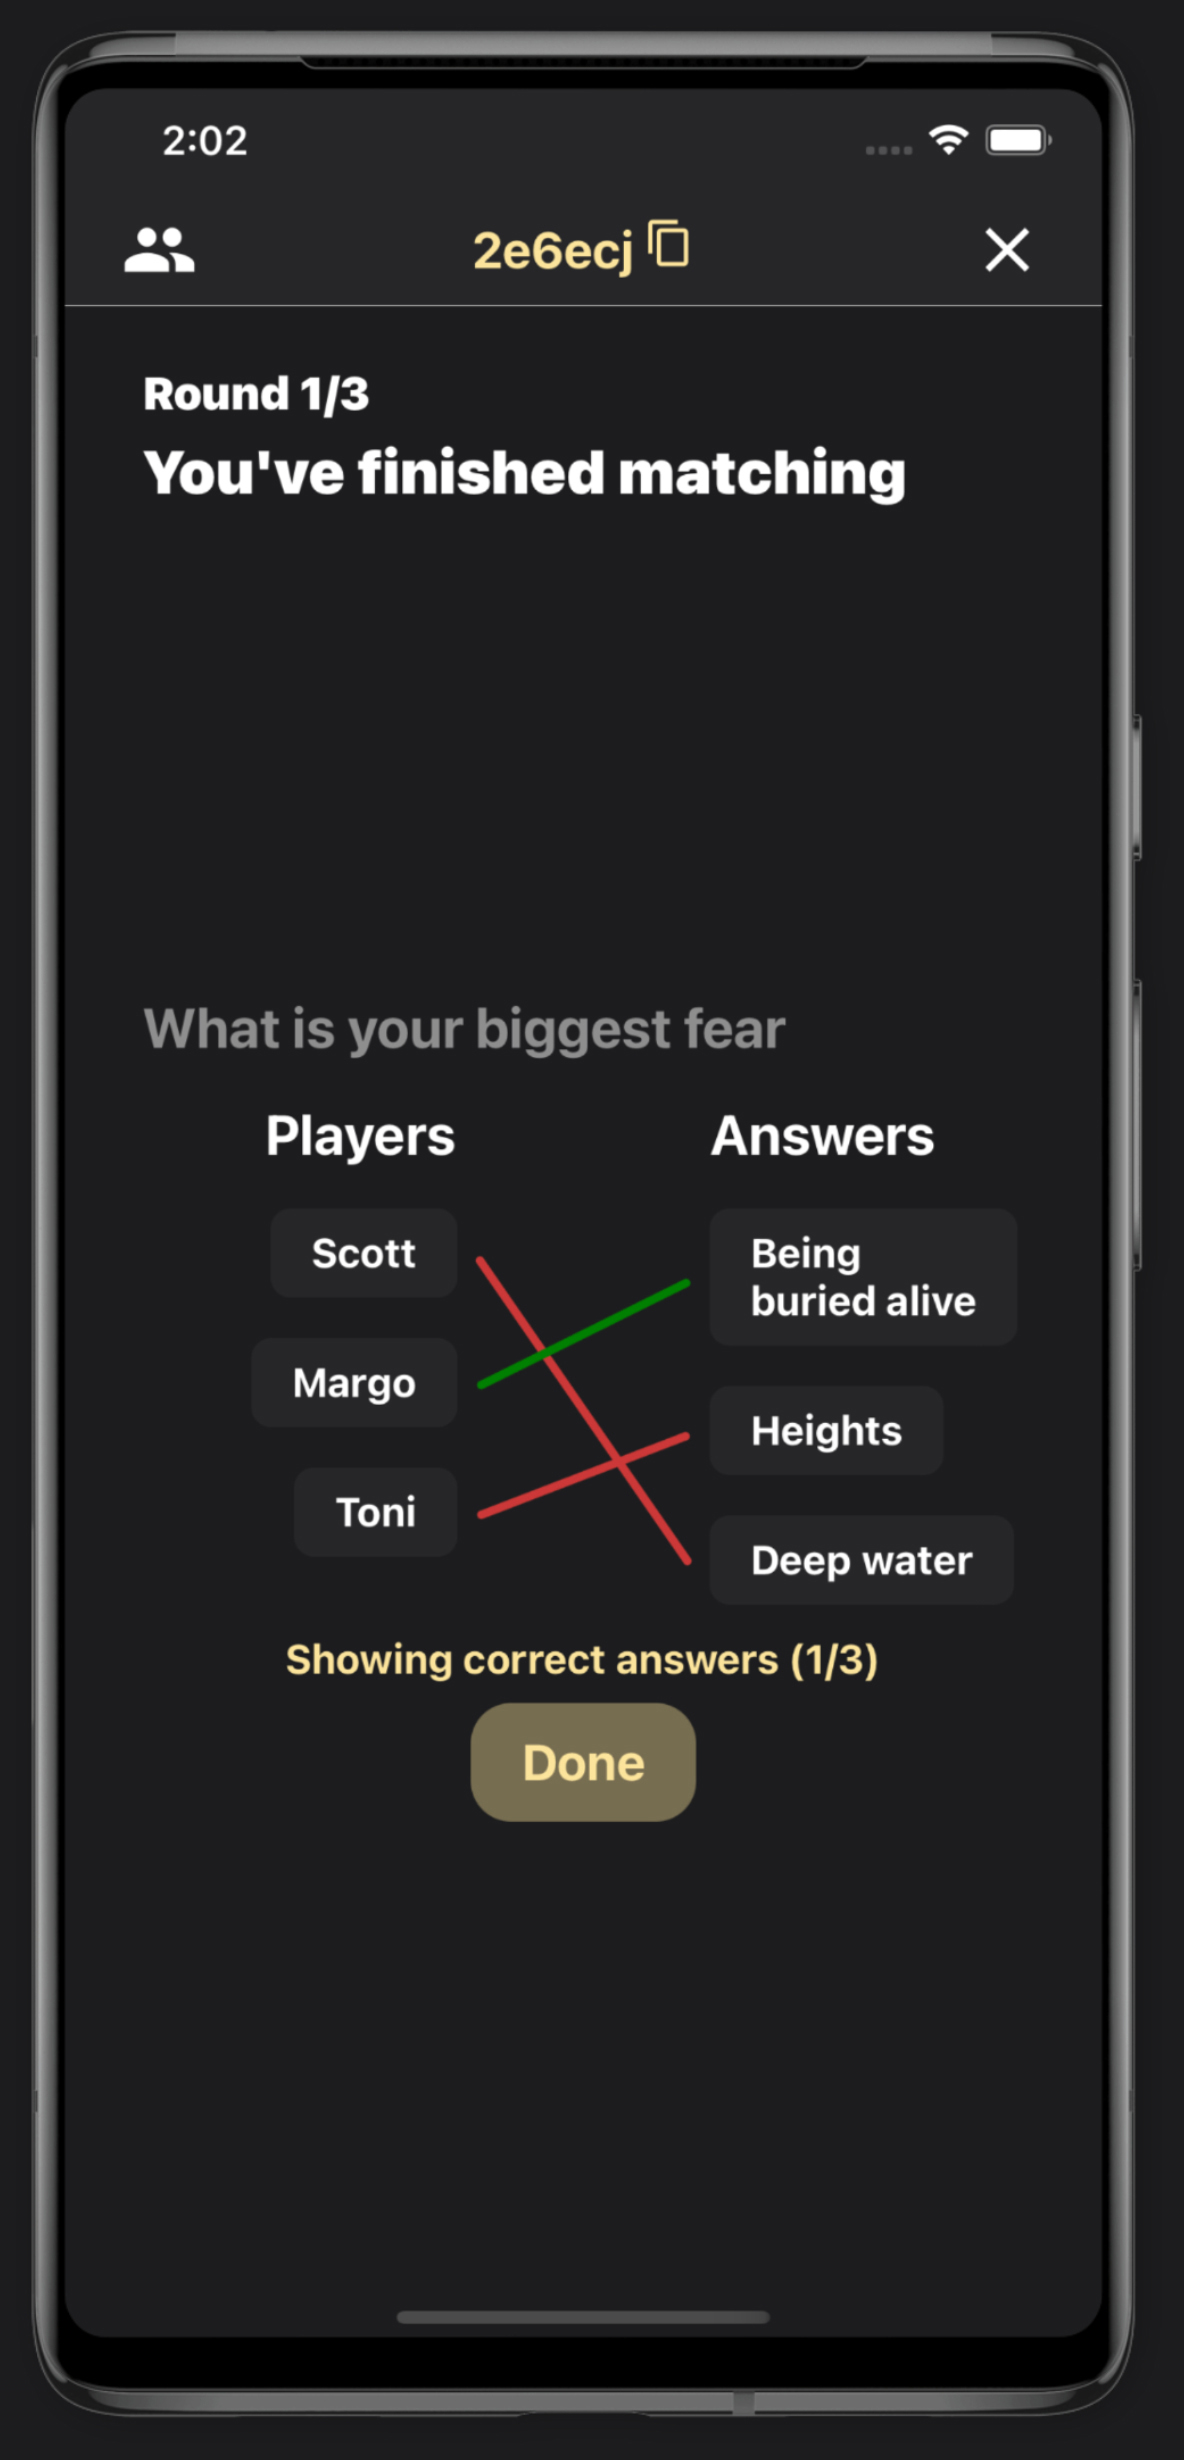 2:02
2e6ecj
Round 1/3
You've finished matching
What is your biggest fear
Players
Answers
Scott
Margo
Toni
Being
buried alive
Heights
Deep water
Showing correct answers (1/3)
Done